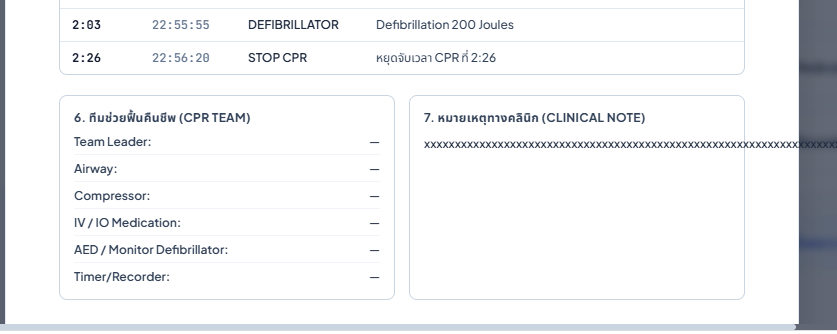 2:03 22:55:55 DEFIBRILLATOR Defibrillation 200 Joules
2:26 22:56:20 STOP CPR หยุดจับเวลา CPR ที่ 2:26
6. ทีมช่วยฟื้นคืนชีพ (CPR TEAM)
Team Leader: —
Airway: —
Compressor: —
IV / IO Medication: —
AED / Monitor Defibrillator: —
Timer/Recorder: —
7. หมายเหตุทางคลินิก (CLINICAL NOTE)
xxxxxxxxxxxxxxxxxxxxxxxxxxxxxxxxxxxxxxxxxxxxxxxxxxxxxxxxxxxxxxxxxxxx